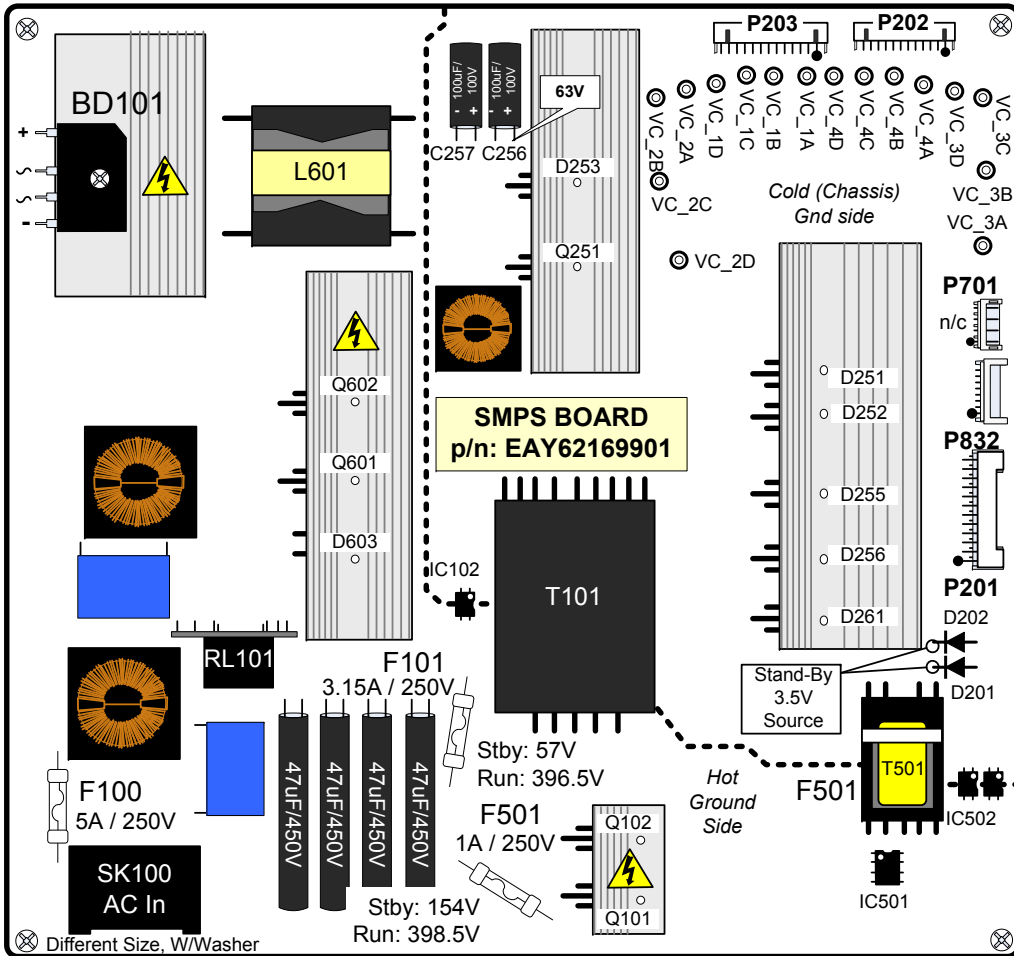 P203
P202
BD101
+
-
100uF/
100V
- +
100uF/
100V
- +
63V
C257
C256
L601
D253
Q251
VC_2B
VC_2A
VC_1D
VC_1C
VC_1B
VC_1A
VC_4D
VC_4C
VC_4B
VC_4A
VC_3D
VC_3C
VC_2C
VC_3B
VC_3A
VC_2D
Cold (Chassis)
Gnd side
P701
n/c
Q602
Q601
D603
SMPS BOARD
p/n: EAY62169901
D251
D252
D255
D256
D261
P832
P201
D202
D201
IC102
T101
RL101
F101
3.15A / 250V
Stand-By
3.5V
Source
Stby: 57V
Run: 396.5V
Hot
Ground
Side
F501
T501
IC502
IC501
F100
5A / 250V
47uF/450V
47uF/450V
47uF/450V
47uF/450V
F501
1A / 250V
Q102
Q101
SK100
AC In
Stby: 154V
Run: 398.5V
Different Size, W/Washer